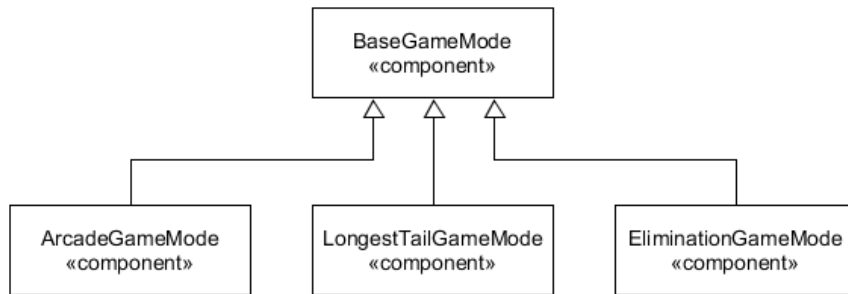 BaseGameMode
«component»
ArcadeGameMode
«component»
LongestTailGameMode
«component»
EliminationGameMode
«component»